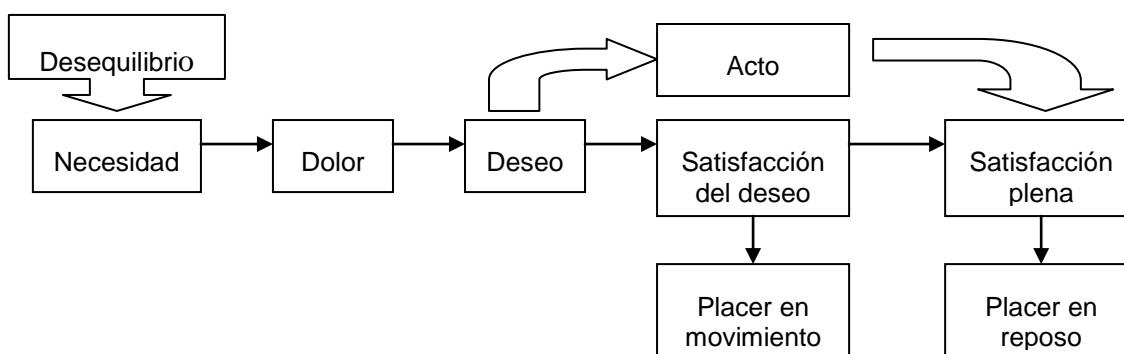 Desequilibrio
Acto
Necesidad
Dolor
Deseo
Satisfacción
del deseo
Satisfacción
plena
Placer en
movimiento
Placer en
reposo